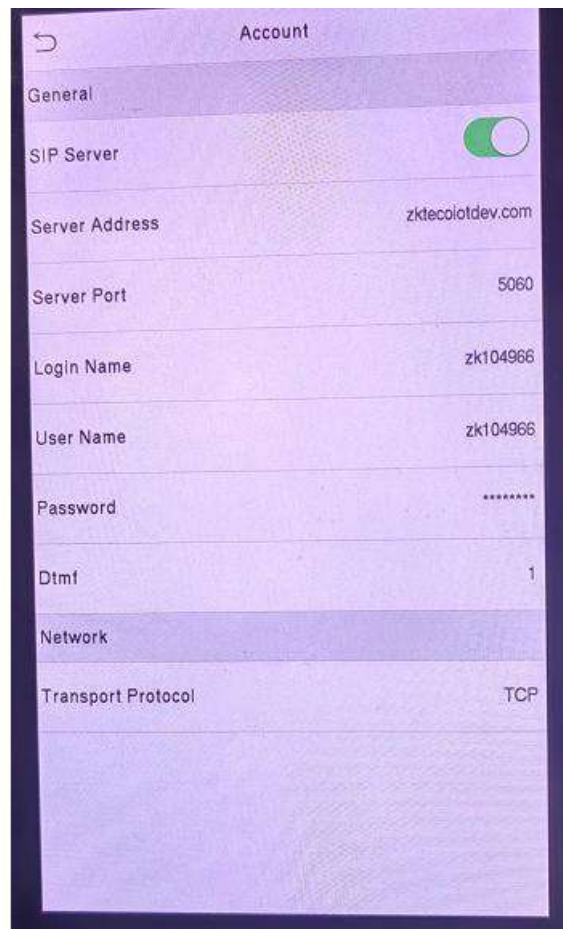 Account
General
SIP Server
Server Address zktecoiotdev.com
Server Port 5060
Login Name zk104966
User Name zk104966
Password ********
Dtmf 1
Network
Transport Protocol TCP